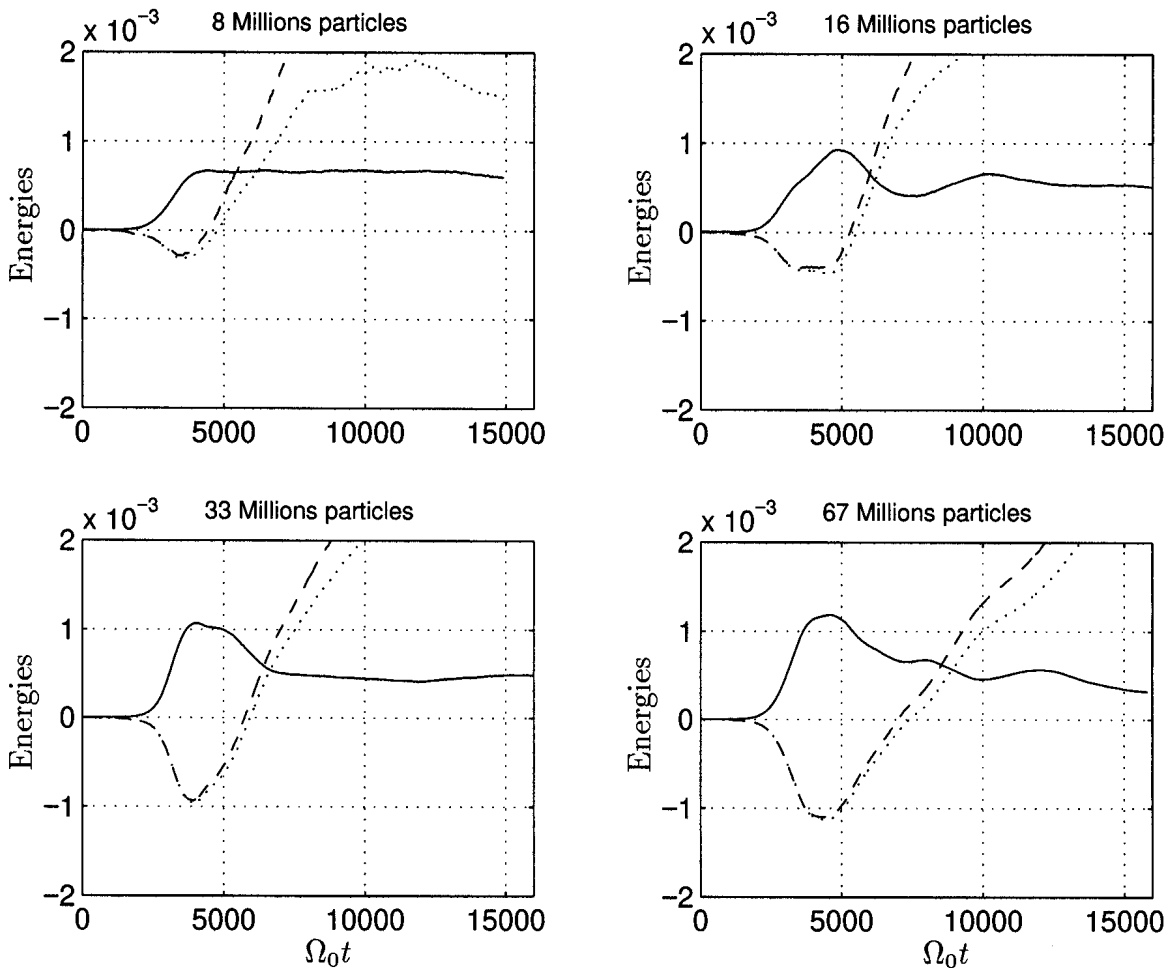 8 Millions particles
x 10⁻³
2
1
0
−1
−2
Energies
0 5000 10000 15000
16 Millions particles
x 10⁻³
2
1
0
−1
−2
Energies
0 5000 10000 15000
33 Millions particles
x 10⁻³
2
1
0
−1
−2
Energies
0 5000 10000 15000
Ω₀t
67 Millions particles
x 10⁻³
2
1
0
−1
−2
Energies
0 5000 10000 15000
Ω₀t